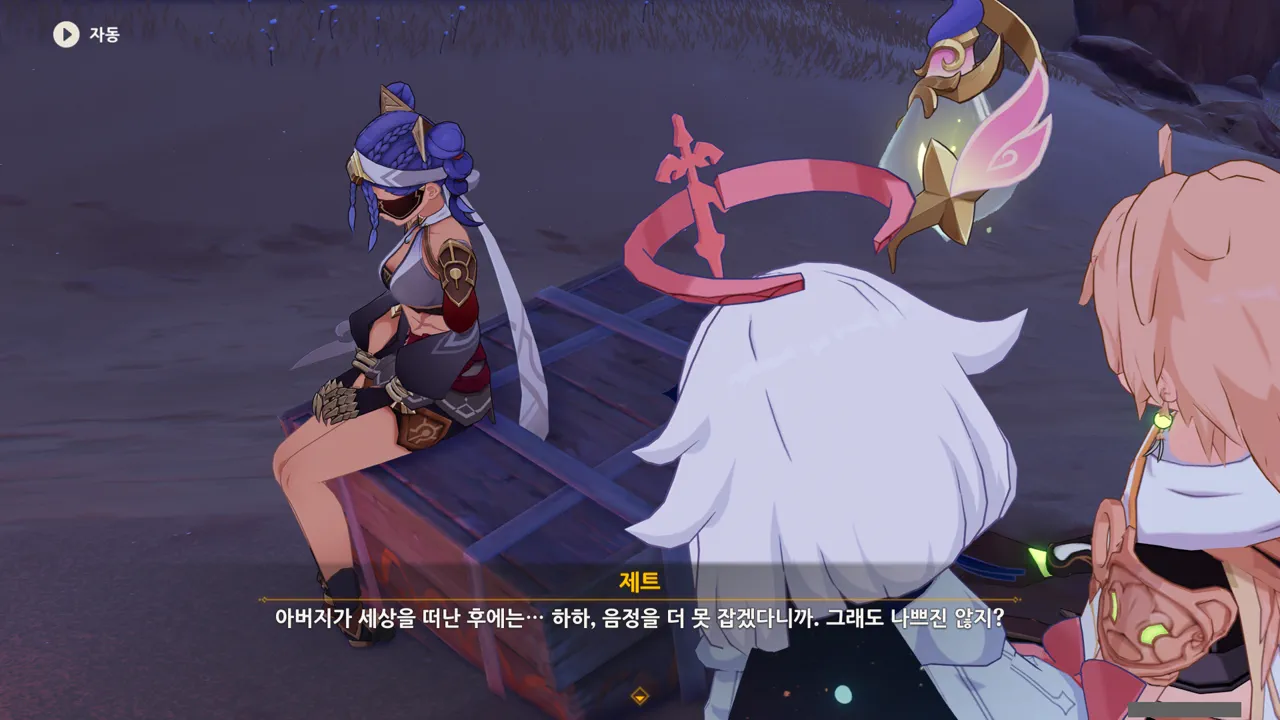 자동
제트
아버지가 세상을 떠난 후에는… 하하, 음정을 더 못 잡겠다니까. 그래도 나쁘진 않지?